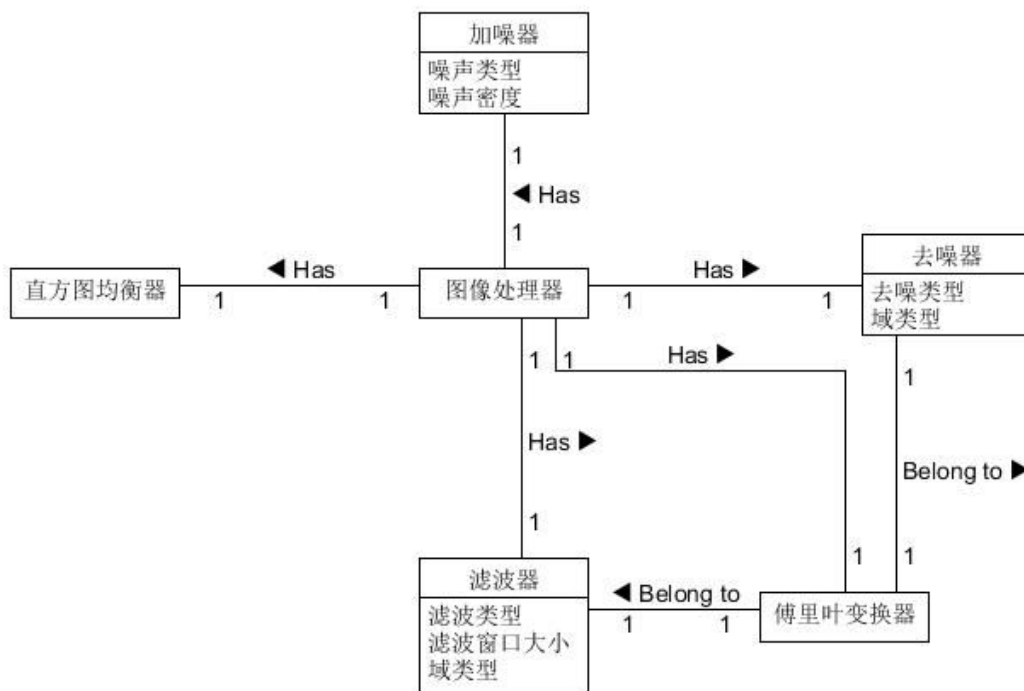 加噪器
噪声类型
噪声密度
1
◀ Has
1
直方图均衡器
◀ Has
1
1
图像处理器
Has ▶
1
1
去噪器
去噪类型
域类型
1
1
Has ▶
1
Has ▶
Belong to ▶
1
1
1
滤波器
滤波类型
滤波窗口大小
域类型
◀ Belong to
1
1
傅里叶变换器